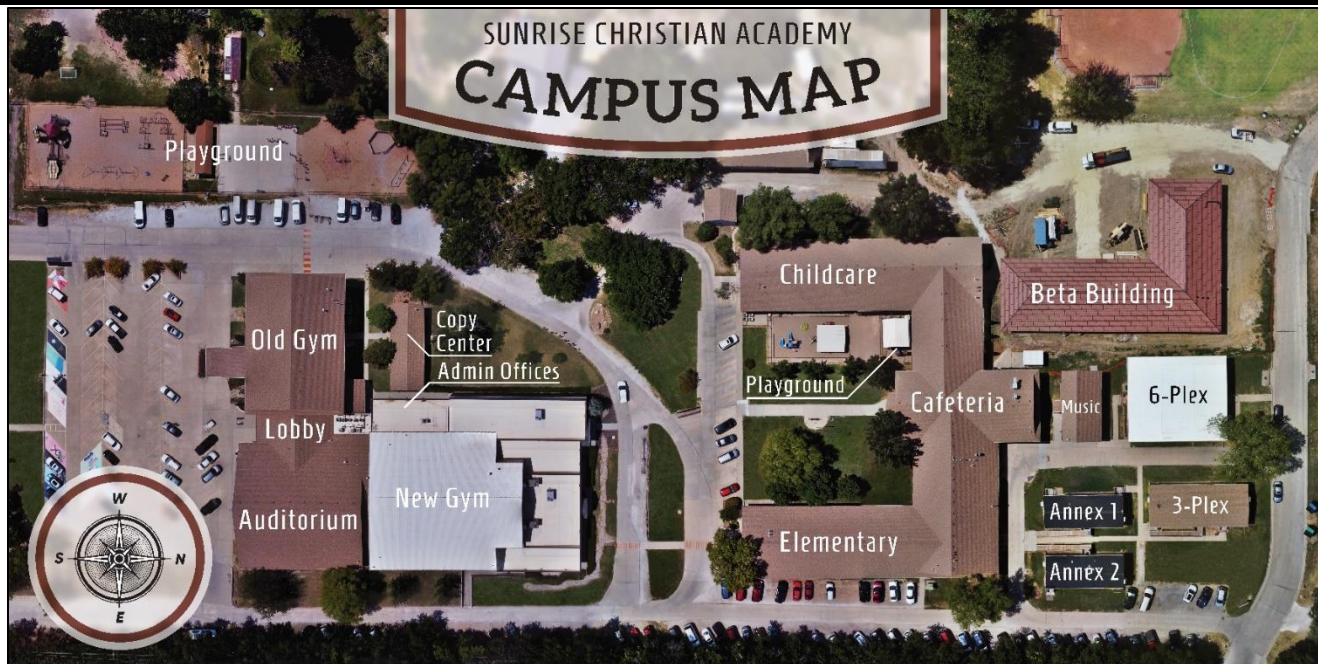 SUNRISE CHRISTIAN ACADEMY
CAMPUS MAP
Playground
Childcare
Beta Building
Old Gym
Copy
Center
Admin Offices
Playground
Cafeteria
Music
6-Plex
Lobby
New Gym
Auditorium
Elementary
Annex 1
3-Plex
Annex 2
W
S
N
E